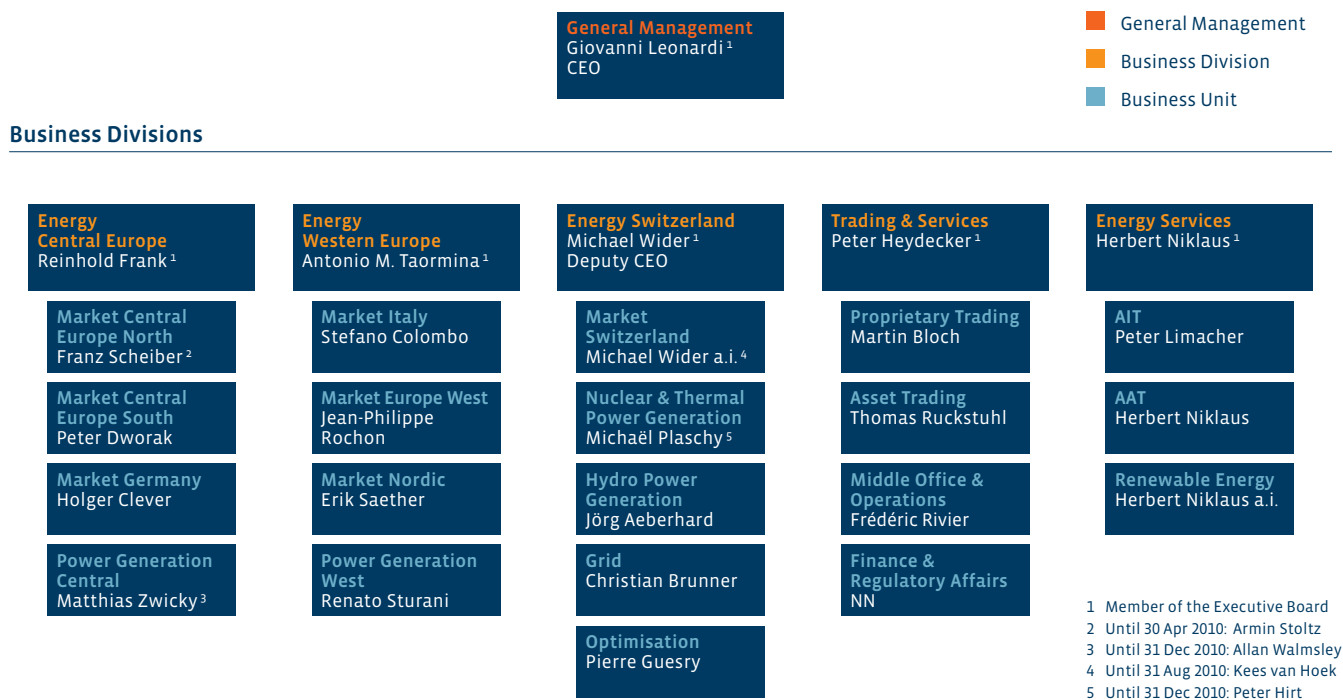 General Management
Giovanni Leonardi ¹
CEO
General Management
Business Division
Business Unit
Business Divisions
Energy
Central Europe
Reinhold Frank ¹
Market Central
Europe North
Franz Scheiber ²
Market Central
Europe South
Peter Dworak
Market Germany
Holger Clever
Power Generation
Central
Matthias Zwicky ³
Energy
Western Europe
Antonio M. Taormina ¹
Market Italy
Stefano Colombo
Market Europe West
Jean-Philippe
Rochon
Market Nordic
Erik Saether
Power Generation
West
Renato Sturani
Energy Switzerland
Michael Wider ¹
Deputy CEO
Market
Switzerland
Michael Wider a.i. ⁴
Nuclear & Thermal
Power Generation
Michaël Plaschy ⁵
Hydro Power
Generation
Jörg Aeberhard
Grid
Christian Brunner
Optimisation
Pierre Guesry
Trading & Services
Peter Heydecker ¹
Proprietary Trading
Martin Bloch
Asset Trading
Thomas Ruckstuhl
Middle Office &
Operations
Frédéric Rivier
Finance &
Regulatory Affairs
NN
Energy Services
Herbert Niklaus ¹
AIT
Peter Limacher
AAT
Herbert Niklaus
Renewable Energy
Herbert Niklaus a.i.
1 Member of the Executive Board
2 Until 30 Apr 2010: Armin Stoltz
3 Until 31 Dec 2010: Allan Walmsley
4 Until 31 Aug 2010: Kees van Hoek
5 Until 31 Dec 2010: Peter Hirt